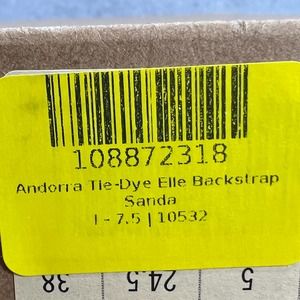 108872318
Andorra Tie-Dye Elle Backstrap
Sanda
I - 7.5 | 10532
38
24.5
5